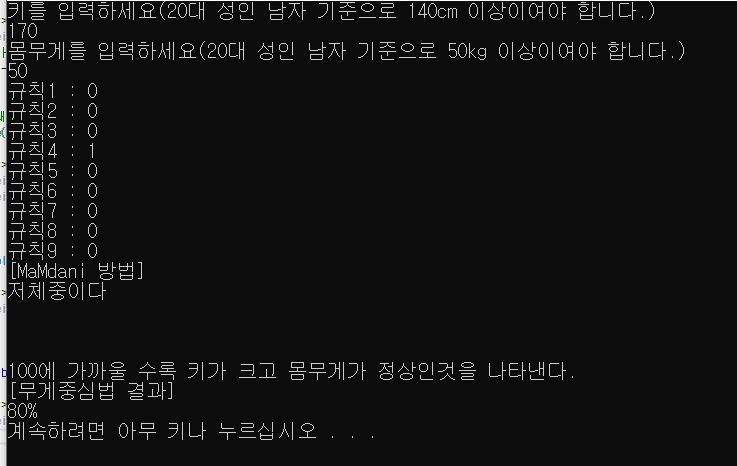 키를 입력하세요(20대 성인 남자 기준으로 140cm 이상이여야 합니다.)
170
몸무게를 입력하세요(20대 성인 남자 기준으로 50kg 이상이여야 합니다.)
50
규칙1 : 0
규칙2 : 0
규칙3 : 0
규칙4 : 1
규칙5 : 0
규칙6 : 0
규칙7 : 0
규칙8 : 0
규칙9 : 0
[MaMdani 방법]
저체중이다
100에 가까울 수록 키가 크고 몸무게가 정상인것을 나타낸다.
[무게중심법 결과]
80%
계속하려면 아무 키나 누르십시오 . . .